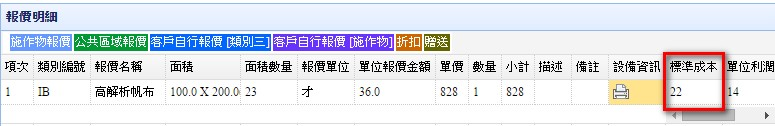 報價明細
施作物報價 公共區域報價 客戶自行報價 [類別三] 客戶自行報價 [施作物] 折扣 贈送
項次 類別編號 報價名稱 面積 面積數量 報價單位 單位報價金額 單價 數量 小計 描述 備註 設備資訊 標準成本 單位利潤
1 IB 高解析帆布 100.0 X 200.0 23 才 36.0 828 1 828 22 14